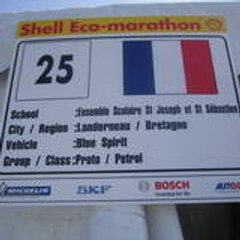 Shell Eco-marathon
25
School :Ensemble Scolaire St Joseph et St Sébastien
City / Region :Landerneau / Bretagne
Vehicle :Blue Spirit
Group / Class :Proto / Petrol
MICHELIN SKF BOSCH